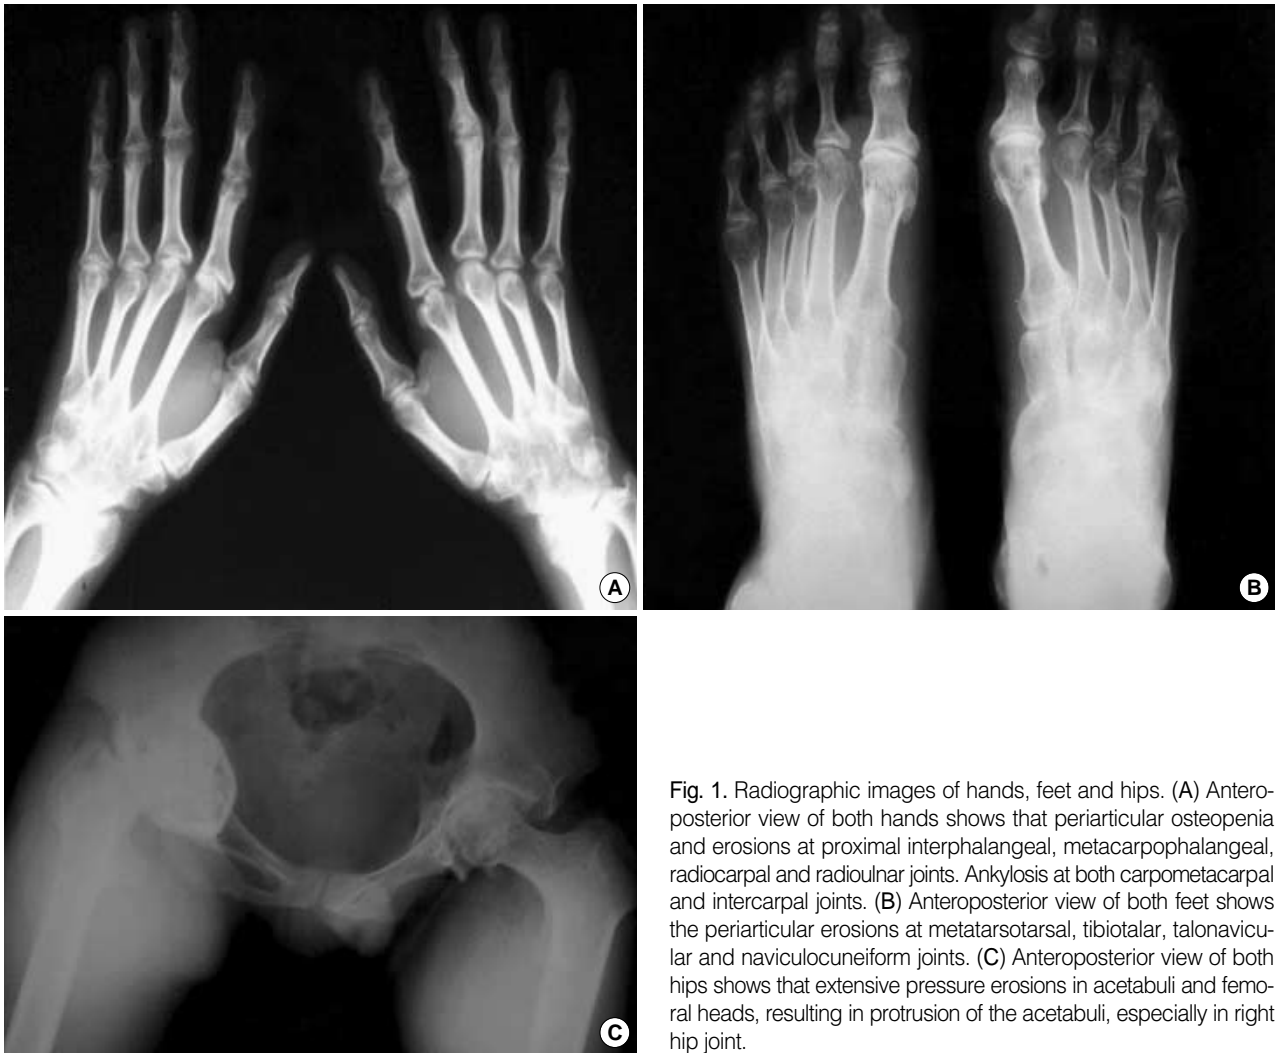 A
B
C
Fig. 1. Radiographic images of hands, feet and hips. (A) Antero-
posterior view of both hands shows that periarticular osteopenia
and erosions at proximal interphalangeal, metacarpophalangeal,
radiocarpal and radioulnar joints. Ankylosis at both carpometacarpal
and intercarpal joints. (B) Anteroposterior view of both feet shows
the periarticular erosions at metatarsotarsal, tibiotalar, talonavicu-
lar and naviculocuneiform joints. (C) Anteroposterior view of both
hips shows that extensive pressure erosions in acetabuli and femo-
ral heads, resulting in protrusion of the acetabuli, especially in right
hip joint.